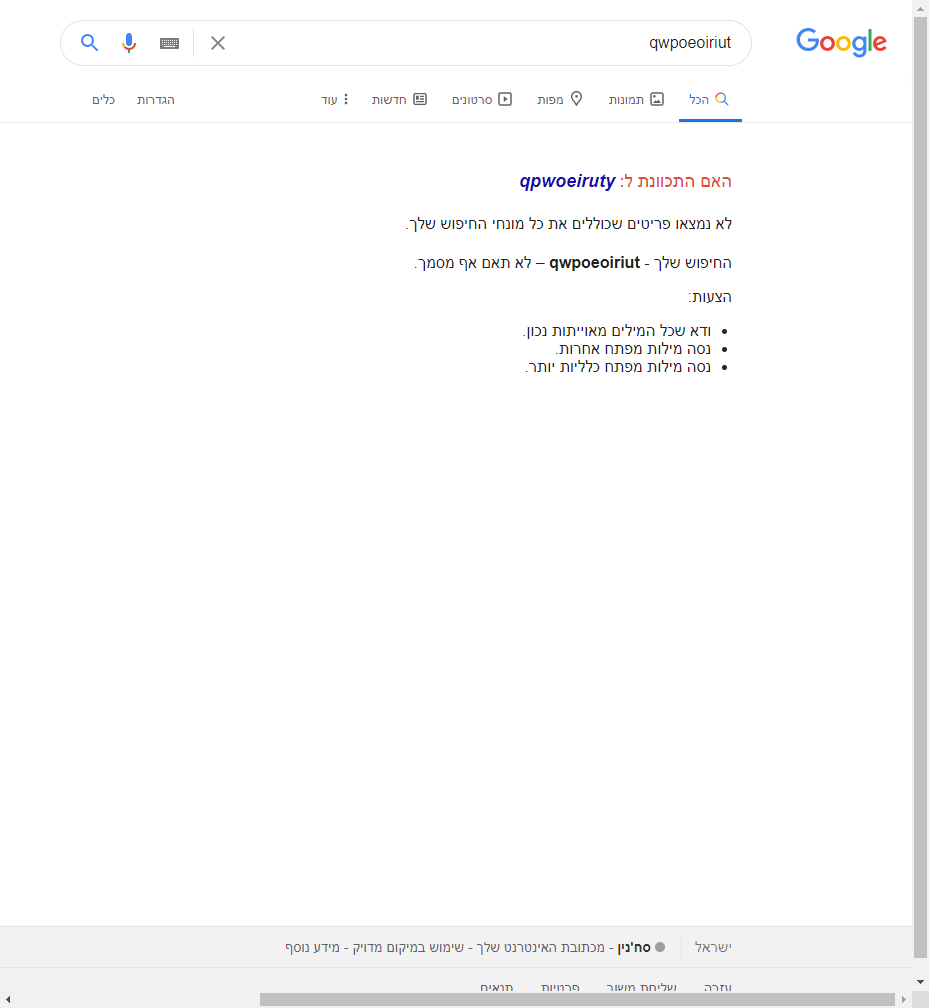 Google
qwpoeoiriut
הכל תמונות מפות סרטונים חדשות עוד הגדרות כלים
האם התכוונת ל: qpwoeiruty
לא נמצאו פריטים שכוללים את כל מונחי החיפוש שלך.
החיפוש שלך - qwpoeoiriut – לא תאם אף מסמך.
הצעות:
ודא שכל המילים מאוייתות נכון.
נסה מילות מפתח אחרות.
נסה מילות מפתח כלליות יותר.
ישראל סח'נין - מכתובת האינטרנט שלך - שימוש במיקום מדויק - מידע נוסף
עזרה שליחת משוב פרטיות תנאים